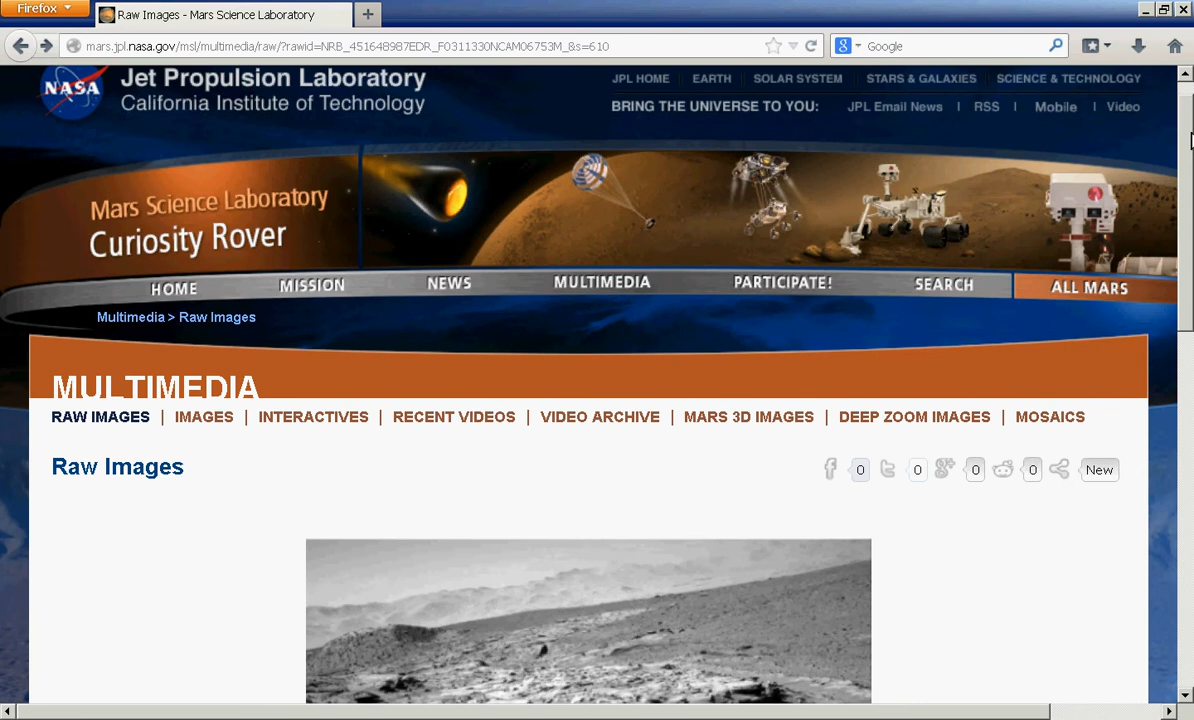 Firefox
Raw Images - Mars Science Laboratory
mars.jpl.nasa.gov/msl/multimedia/raw/?rawid=NRB_451648987EDR_F0311330NCAM06753M_&s=610
Google
NASA
Jet Propulsion Laboratory
California Institute of Technology
JPL HOME EARTH SOLAR SYSTEM STARS & GALAXIES SCIENCE & TECHNOLOGY
BRING THE UNIVERSE TO YOU: JPL Email News | RSS | Mobile | Video
Mars Science Laboratory
Curiosity Rover
HOME MISSION NEWS MULTIMEDIA PARTICIPATE! SEARCH ALL MARS
Multimedia > Raw Images
MULTIMEDIA
RAW IMAGES | IMAGES | INTERACTIVES | RECENT VIDEOS | VIDEO ARCHIVE | MARS 3D IMAGES | DEEP ZOOM IMAGES | MOSAICS
Raw Images
0 0 0 0 New